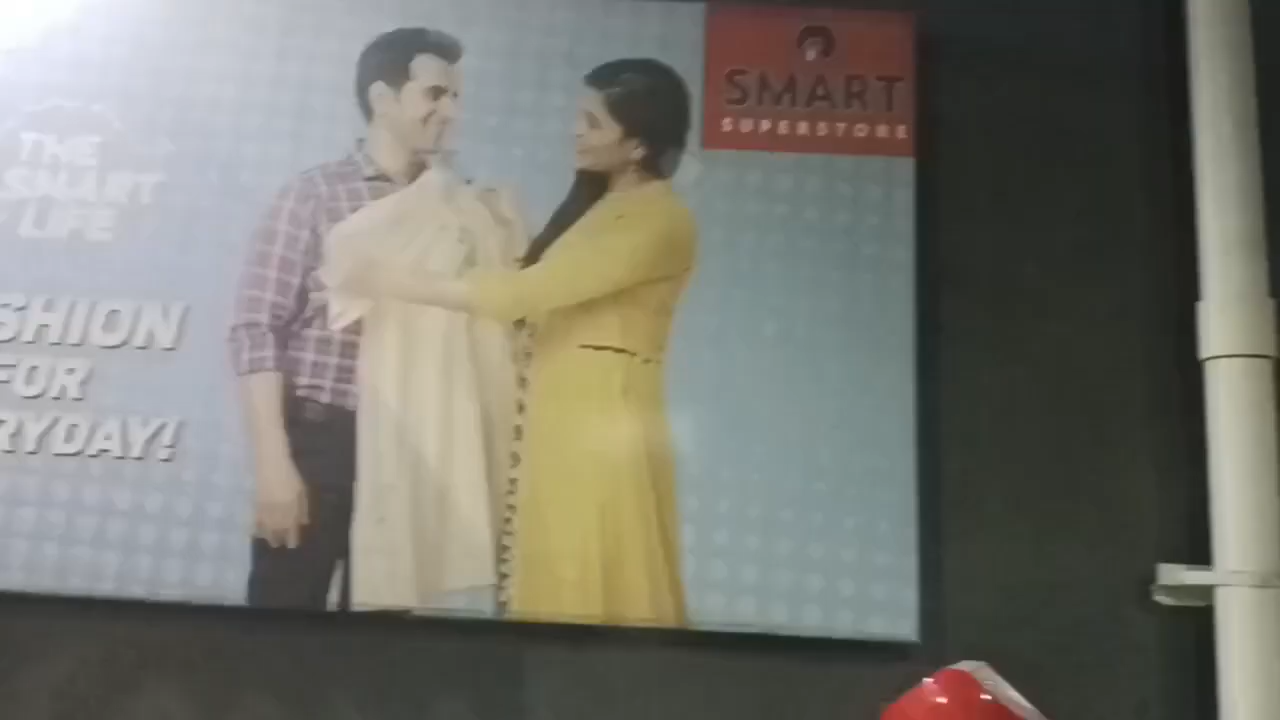 SMART
SUPERSTORE
THE
SMART
LIFE
SHION
FOR
RYDAY!